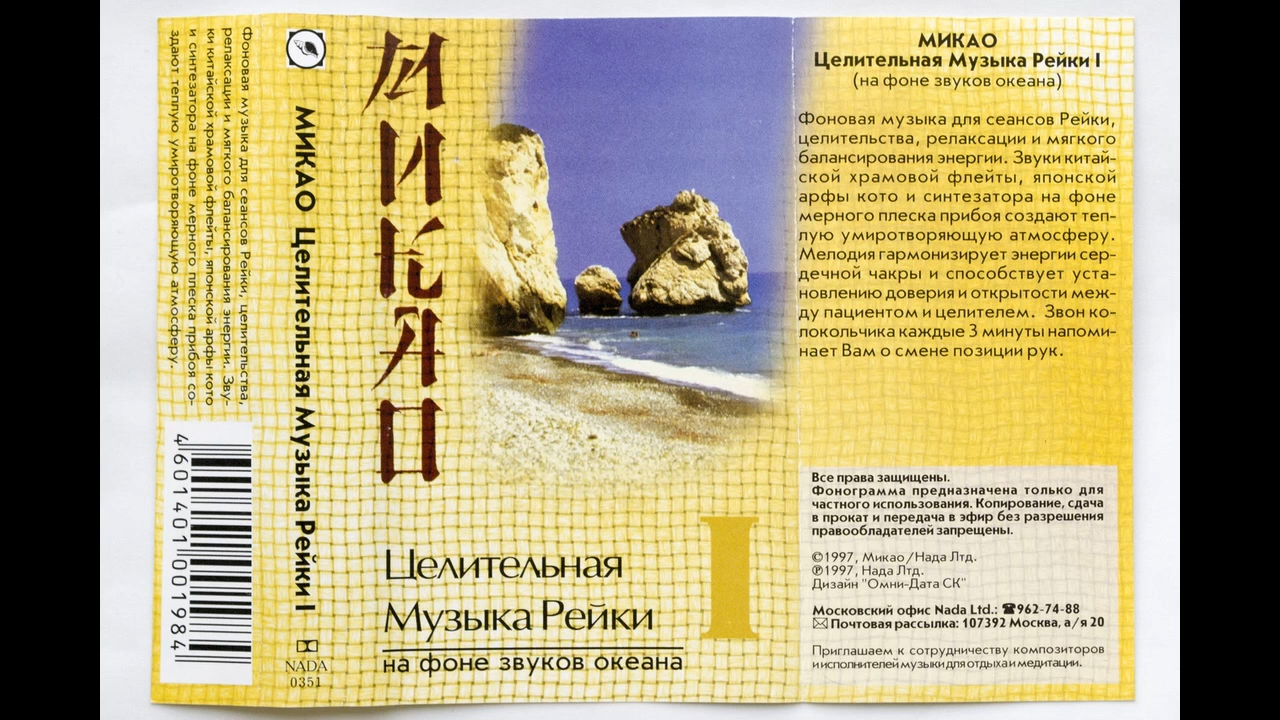 Фоновая музыка для сеансов Рейки, целительства,
релаксации и мягкого балансирования энергии. Зву-
ки китайской храмовой флейты, японской арфы кото
и синтезатора на фоне мерного плеска прибоя со-
здают теплую умиротворяющую атмосферу.
4601401001984
МИКАО Целительная Музыка Рейки I
NADA
0351
МИКАО
Целительная
Музыка Рейки
I
на фоне звуков океана
МИКАО
Целительная Музыка Рейки I
(на фоне звуков океана)
Фоновая музыка для сеансов Рейки,
целительства, релаксации и мягкого
балансирования энергии. Звуки китай-
ской храмовой флейты, японской
арфы кото и синтезатора на фоне
мерного плеска прибоя создают теп-
лую умиротворяющую атмосферу.
Мелодия гармонизирует энергии сер-
дечной чакры и способствует уста-
новлению доверия и открытости меж-
ду пациентом и целителем. Звон ко-
локольчика каждые 3 минуты напоми-
нает Вам о смене позиции рук.
Все права защищены.
Фонограмма предназначена только для
частного использования. Копирование, сдача
в прокат и передача в эфир без разрешения
правообладателей запрещены.
©1997, Микао/Нада Лтд.
℗1997, Нада Лтд.
Дизайн "Омни-Дата СК"
Московский офис Nada Ltd.: ☎962-74-88
✉ Почтовая рассылка: 107392 Москва, а/я 20
Приглашаем к сотрудничеству композиторов
и исполнителей музыки для отдыха и медитации.